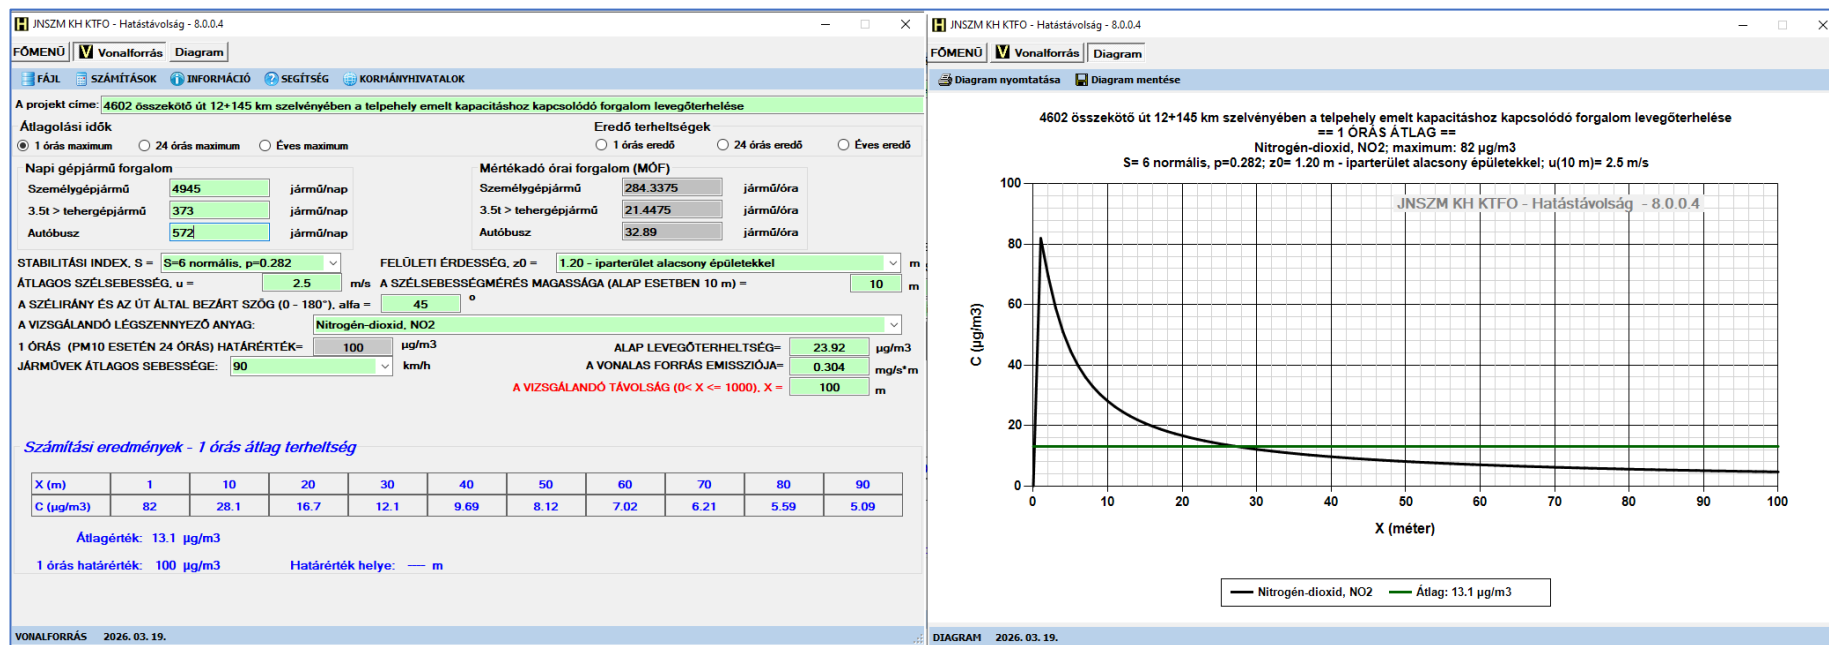 JNSZM KH KTFO - Hatástávolság - 8.0.0.4
FŐMENÜ Vonalforrás Diagram
FÁJL SZÁMÍTÁSOK INFORMÁCIÓ SEGÍTSÉG KORMÁNYHIVATALOK
A projekt címe: 4602 összekötő út 12+145 km szelvényében a telpehely emelt kapacitáshoz kapcsolódó forgalom levegőterhelése
Átlagolási idők
1 órás maximum 24 órás maximum Éves maximum
Eredő terheltségek
1 órás eredő 24 órás eredő Éves eredő
Napi gépjármű forgalom
Személygépjármű 4945 jármű/nap
3.5t > tehergépjármű 373 jármű/nap
Autóbusz 572 jármű/nap
Mértékadó órai forgalom (MÓF)
Személygépjármű 284.3375 jármű/óra
3.5t > tehergépjármű 21.4475 jármű/óra
Autóbusz 32.89 jármű/óra
STABILITÁSI INDEX, S = S=6 normális, p=0.282 FELÜLETI ÉRDESSÉG, z0 = 1.20 - iparterület alacsony épületekkel m
ÁTLAGOS SZÉLSEBESSÉG, u = 2.5 m/s A SZÉLSEBESSÉGMÉRÉS MAGASSÁGA (ALAP ESETBEN 10 m) = 10 m
A SZÉLIRÁNY ÉS AZ ÚT ÁLTAL BEZÁRT SZÖG (0 - 180°), alfa = 45 °
A VIZSGÁLANDÓ LÉGSZENNYEZŐ ANYAG: Nitrogén-dioxid, NO2
1 ÓRÁS (PM10 ESETÉN 24 ÓRÁS) HATÁRÉRTÉK= 100 µg/m3 ALAP LEVEGŐTERHELTSÉG= 23.92 µg/m3
JÁRMŰVEK ÁTLAGOS SEBESSÉGE: 90 km/h A VONALAS FORRÁS EMISSZIÓJA= 0.304 mg/s*m
A VIZSGÁLANDÓ TÁVOLSÁG (0< X <= 1000), X = 100 m
Számítási eredmények - 1 órás átlag terheltség
X (m) 1 10 20 30 40 50 60 70 80 90
C (µg/m3) 82 28.1 16.7 12.1 9.69 8.12 7.02 6.21 5.59 5.09
Átlagérték: 13.1 µg/m3
1 órás határérték: 100 µg/m3 Határérték helye: ---- m
VONALFORRÁS 2026. 03. 19.
JNSZM KH KTFO - Hatástávolság - 8.0.0.4
FŐMENÜ Vonalforrás Diagram
Diagram nyomtatása Diagram mentése
4602 összekötő út 12+145 km szelvényében a telpehely emelt kapacitáshoz kapcsolódó forgalom levegőterhelése
== 1 ÓRÁS ÁTLAG ==
Nitrogén-dioxid, NO2; maximum: 82 µg/m3
S= 6 normális, p=0.282; z0= 1.20 m - iparterület alacsony épületekkel; u(10 m)= 2.5 m/s
JNSZM KH KTFO - Hatástávolság - 8.0.0.4
100
80
60
40
20
0
C (µg/m3)
0 10 20 30 40 50 60 70 80 90 100
X (méter)
Nitrogén-dioxid, NO2 Átlag: 13.1 µg/m3
DIAGRAM 2026. 03. 19.